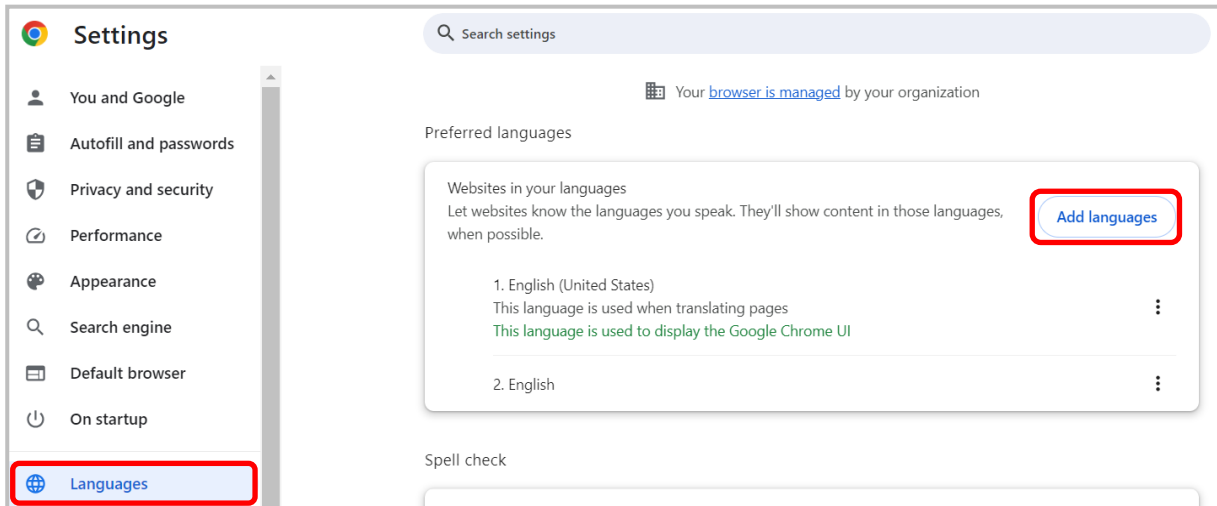 Settings
Search settings
You and Google
Autofill and passwords
Privacy and security
Performance
Appearance
Search engine
Default browser
On startup
Languages
Your browser is managed by your organization
Preferred languages
Websites in your languages
Let websites know the languages you speak. They'll show content in those languages,
when possible.
Add languages
1. English (United States)
This language is used when translating pages
This language is used to display the Google Chrome UI
2. English
Spell check